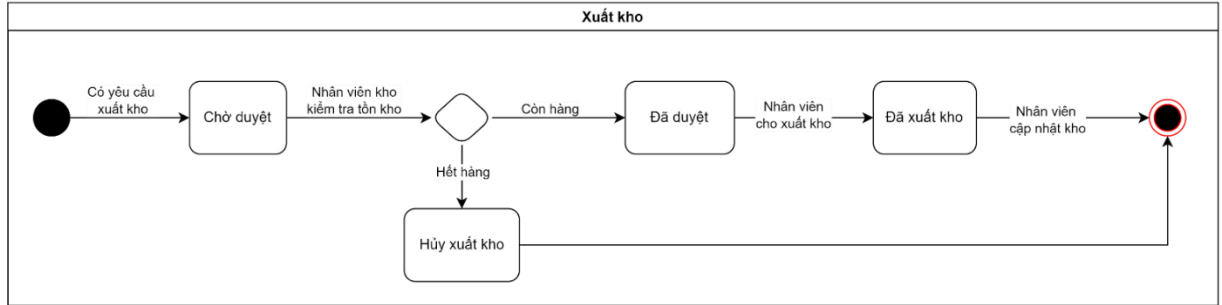 Xuất kho
Có yêu cầu
xuất kho
Chờ duyệt
Nhân viên kho
kiểm tra tồn kho
Còn hàng
Đã duyệt
Nhân viên
cho xuất kho
Đã xuất kho
Nhân viên
cập nhật kho
Hết hàng
Hủy xuất kho